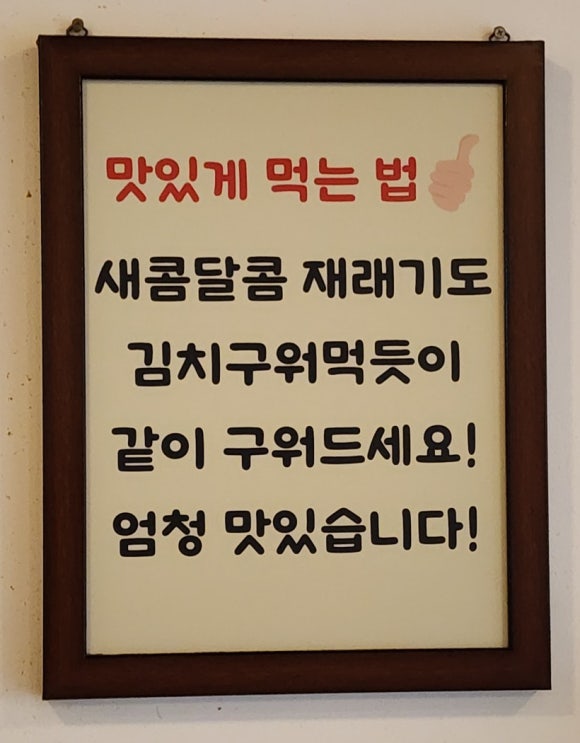 맛있게 먹는 법
새콤달콤 재래기도
김치구워먹듯이
같이 구워드세요!
엄청 맛있습니다!